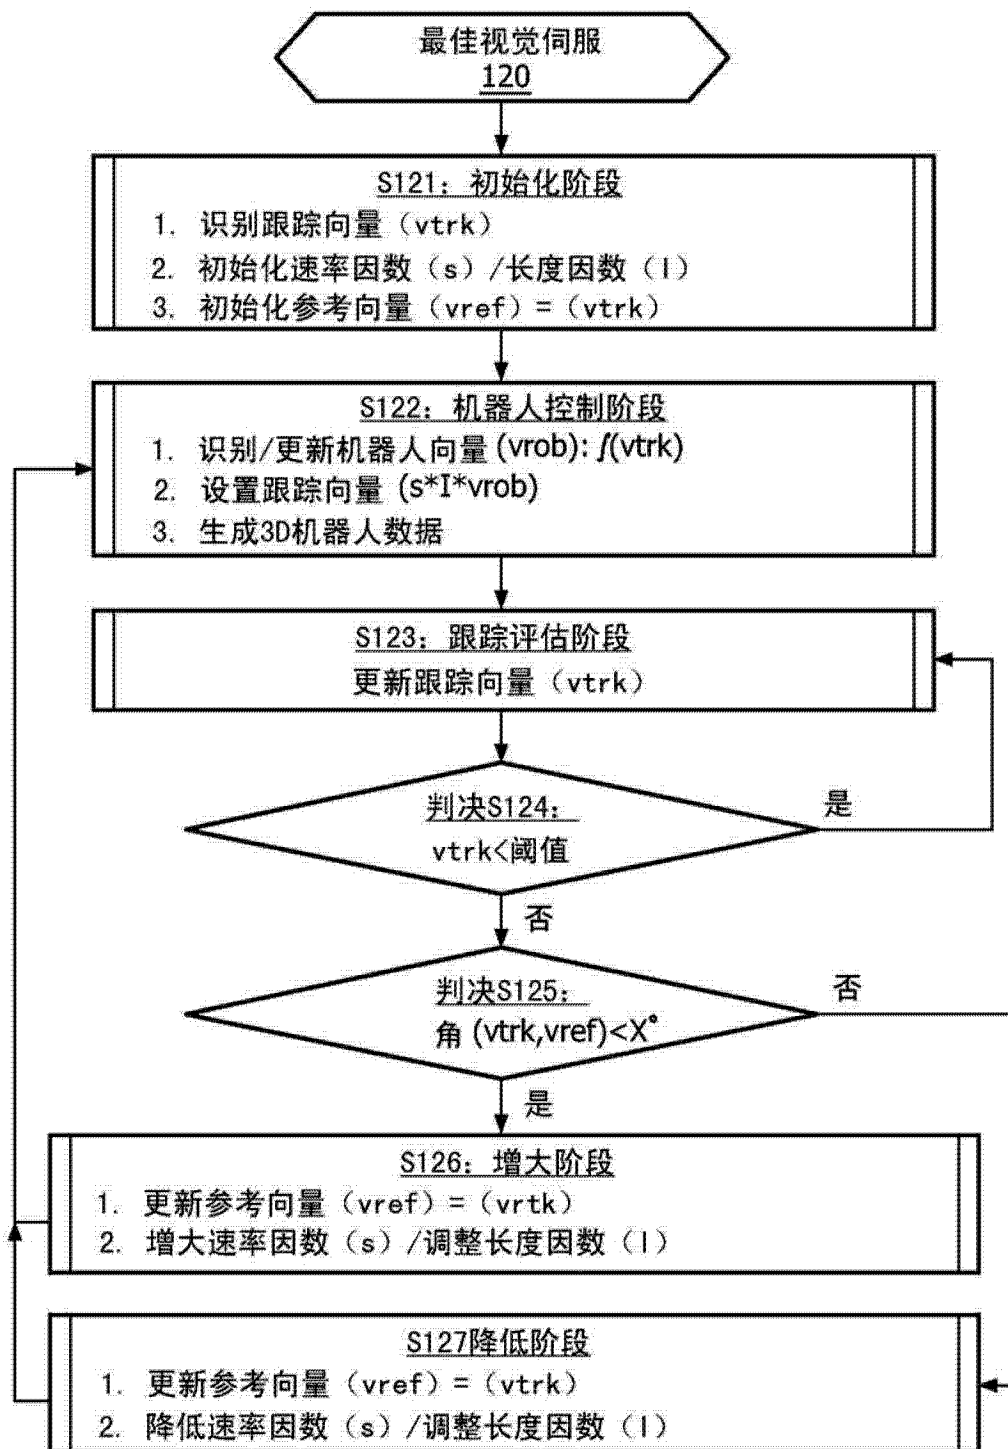 最佳视觉伺服
120
S121：初始化阶段
1. 识别跟踪向量（vtrk）
2. 初始化速率因数（s）/长度因数（l）
3. 初始化参考向量（vref）=（vtrk）
S122：机器人控制阶段
1. 识别/更新机器人向量(vrob)：∫(vtrk)
2. 设置跟踪向量 (s*I*vrob)
3. 生成3D机器人数据
S123：跟踪评估阶段
更新跟踪向量（vtrk）
判决S124：
vtrk<阈值
是
否
判决S125：
角 (vtrk,vref)<X°
否
是
S126：增大阶段
1. 更新参考向量（vref）=（vrtk）
2. 增大速率因数（s）/调整长度因数（l）
S127降低阶段
1. 更新参考向量（vref）=（vtrk）
2. 降低速率因数（s）/调整长度因数（l）